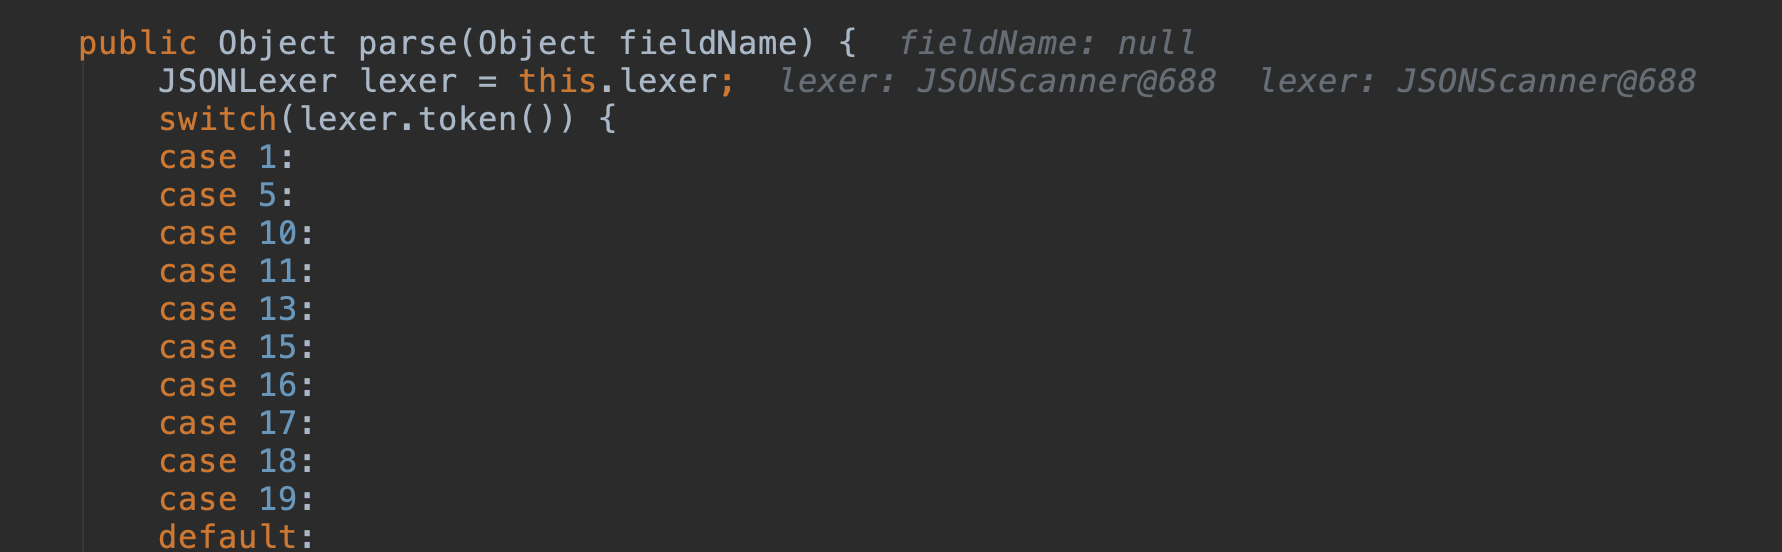 public Object parse(Object fieldName) {  fieldName: null
JSONLexer lexer = this.lexer;  lexer: JSONScanner@688  lexer: JSONScanner@688
switch(lexer.token()) {
case 1:
case 5:
case 10:
case 11:
case 13:
case 15:
case 16:
case 17:
case 18:
case 19:
default: